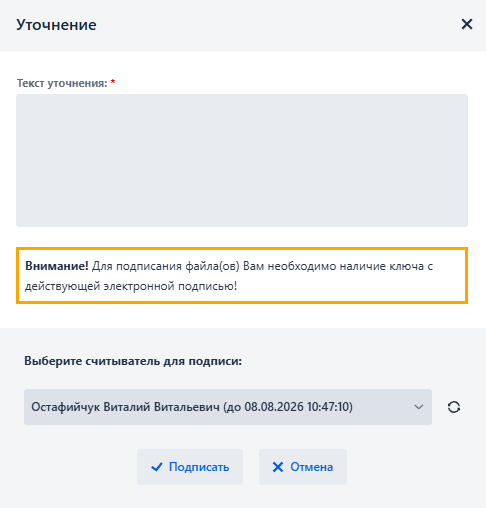 Уточнение
Текст уточнения: *
Внимание! Для подписания файла(ов) Вам необходимо наличие ключа с
действующей электронной подписью!
Выберите считыватель для подписи:
Остафийчук Виталий Витальевич (до 08.08.2026 10:47:10)
Подписать
Отмена